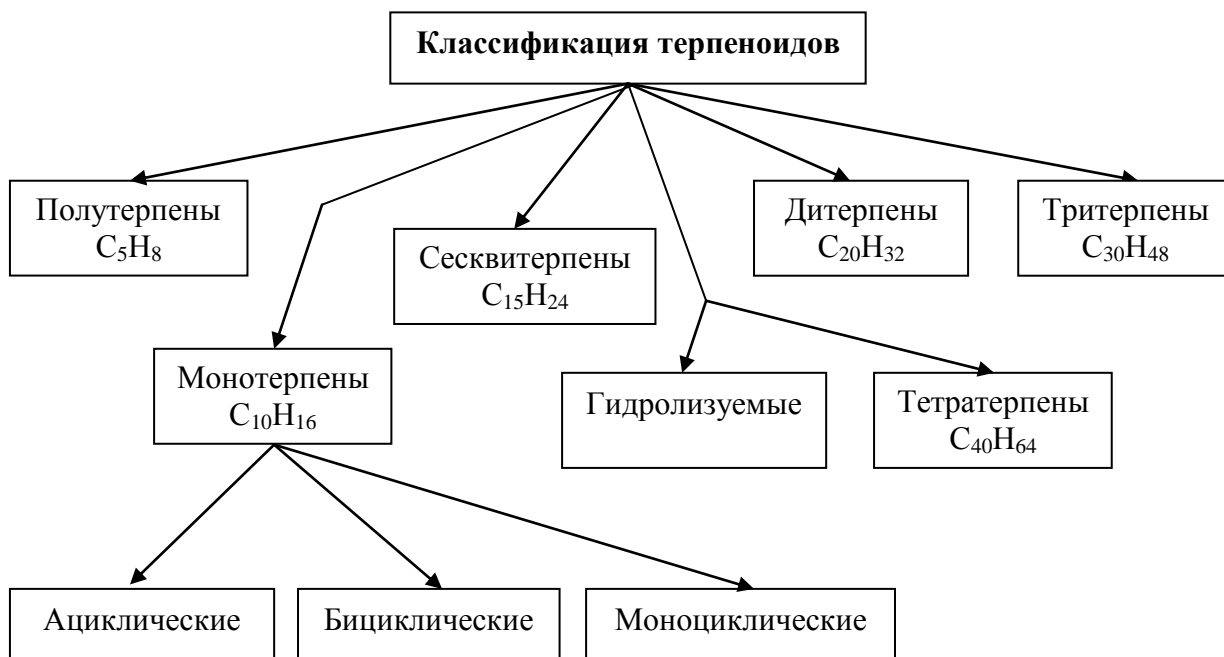 Классификация терпеноидов
Полутерпены
C₅H₈
Дитерпены
C₂₀H₃₂
Тритерпены
C₃₀H₄₈
Сесквитерпены
C₁₅H₂₄
Монотерпены
C₁₀H₁₆
Гидролизуемые
Тетратерпены
C₄₀H₆₄
Ациклические
Бициклические
Моноциклические